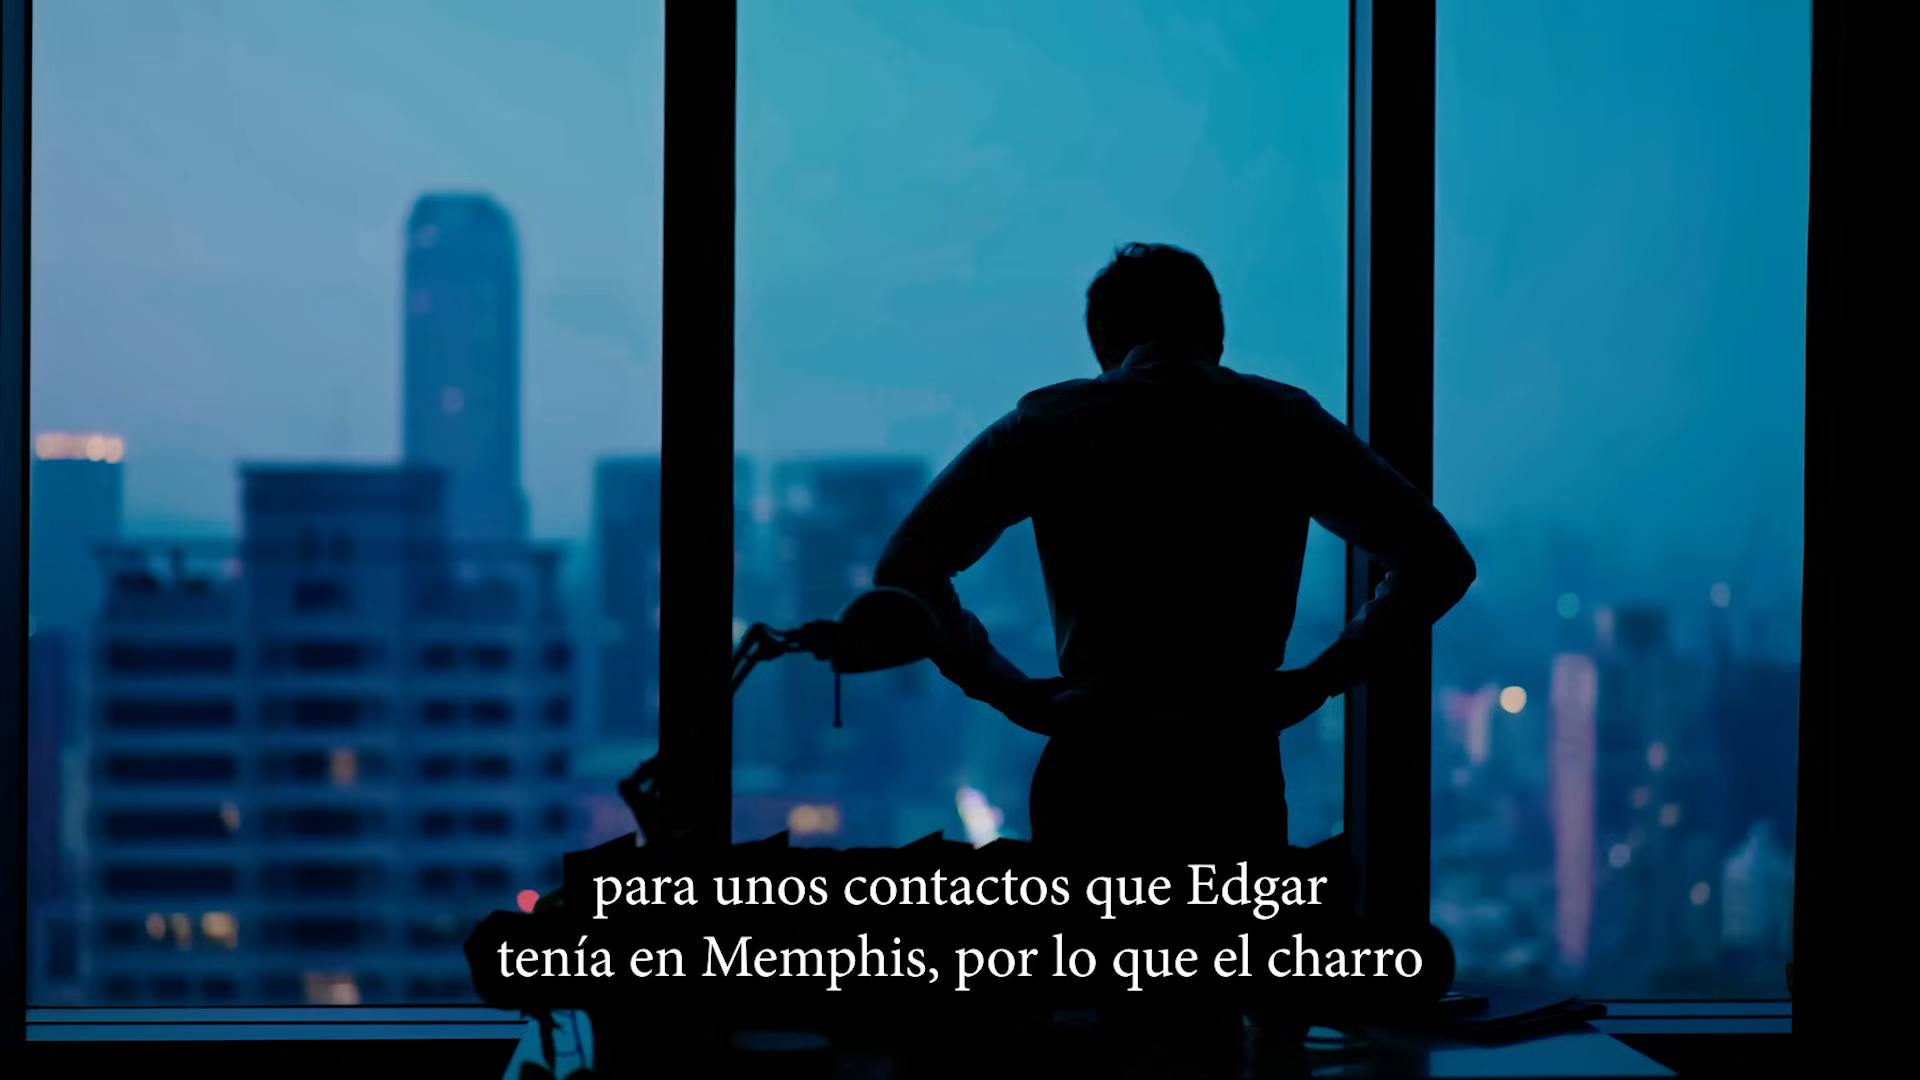 para unos contactos que Edgar
tenía en Memphis, por lo que el charro